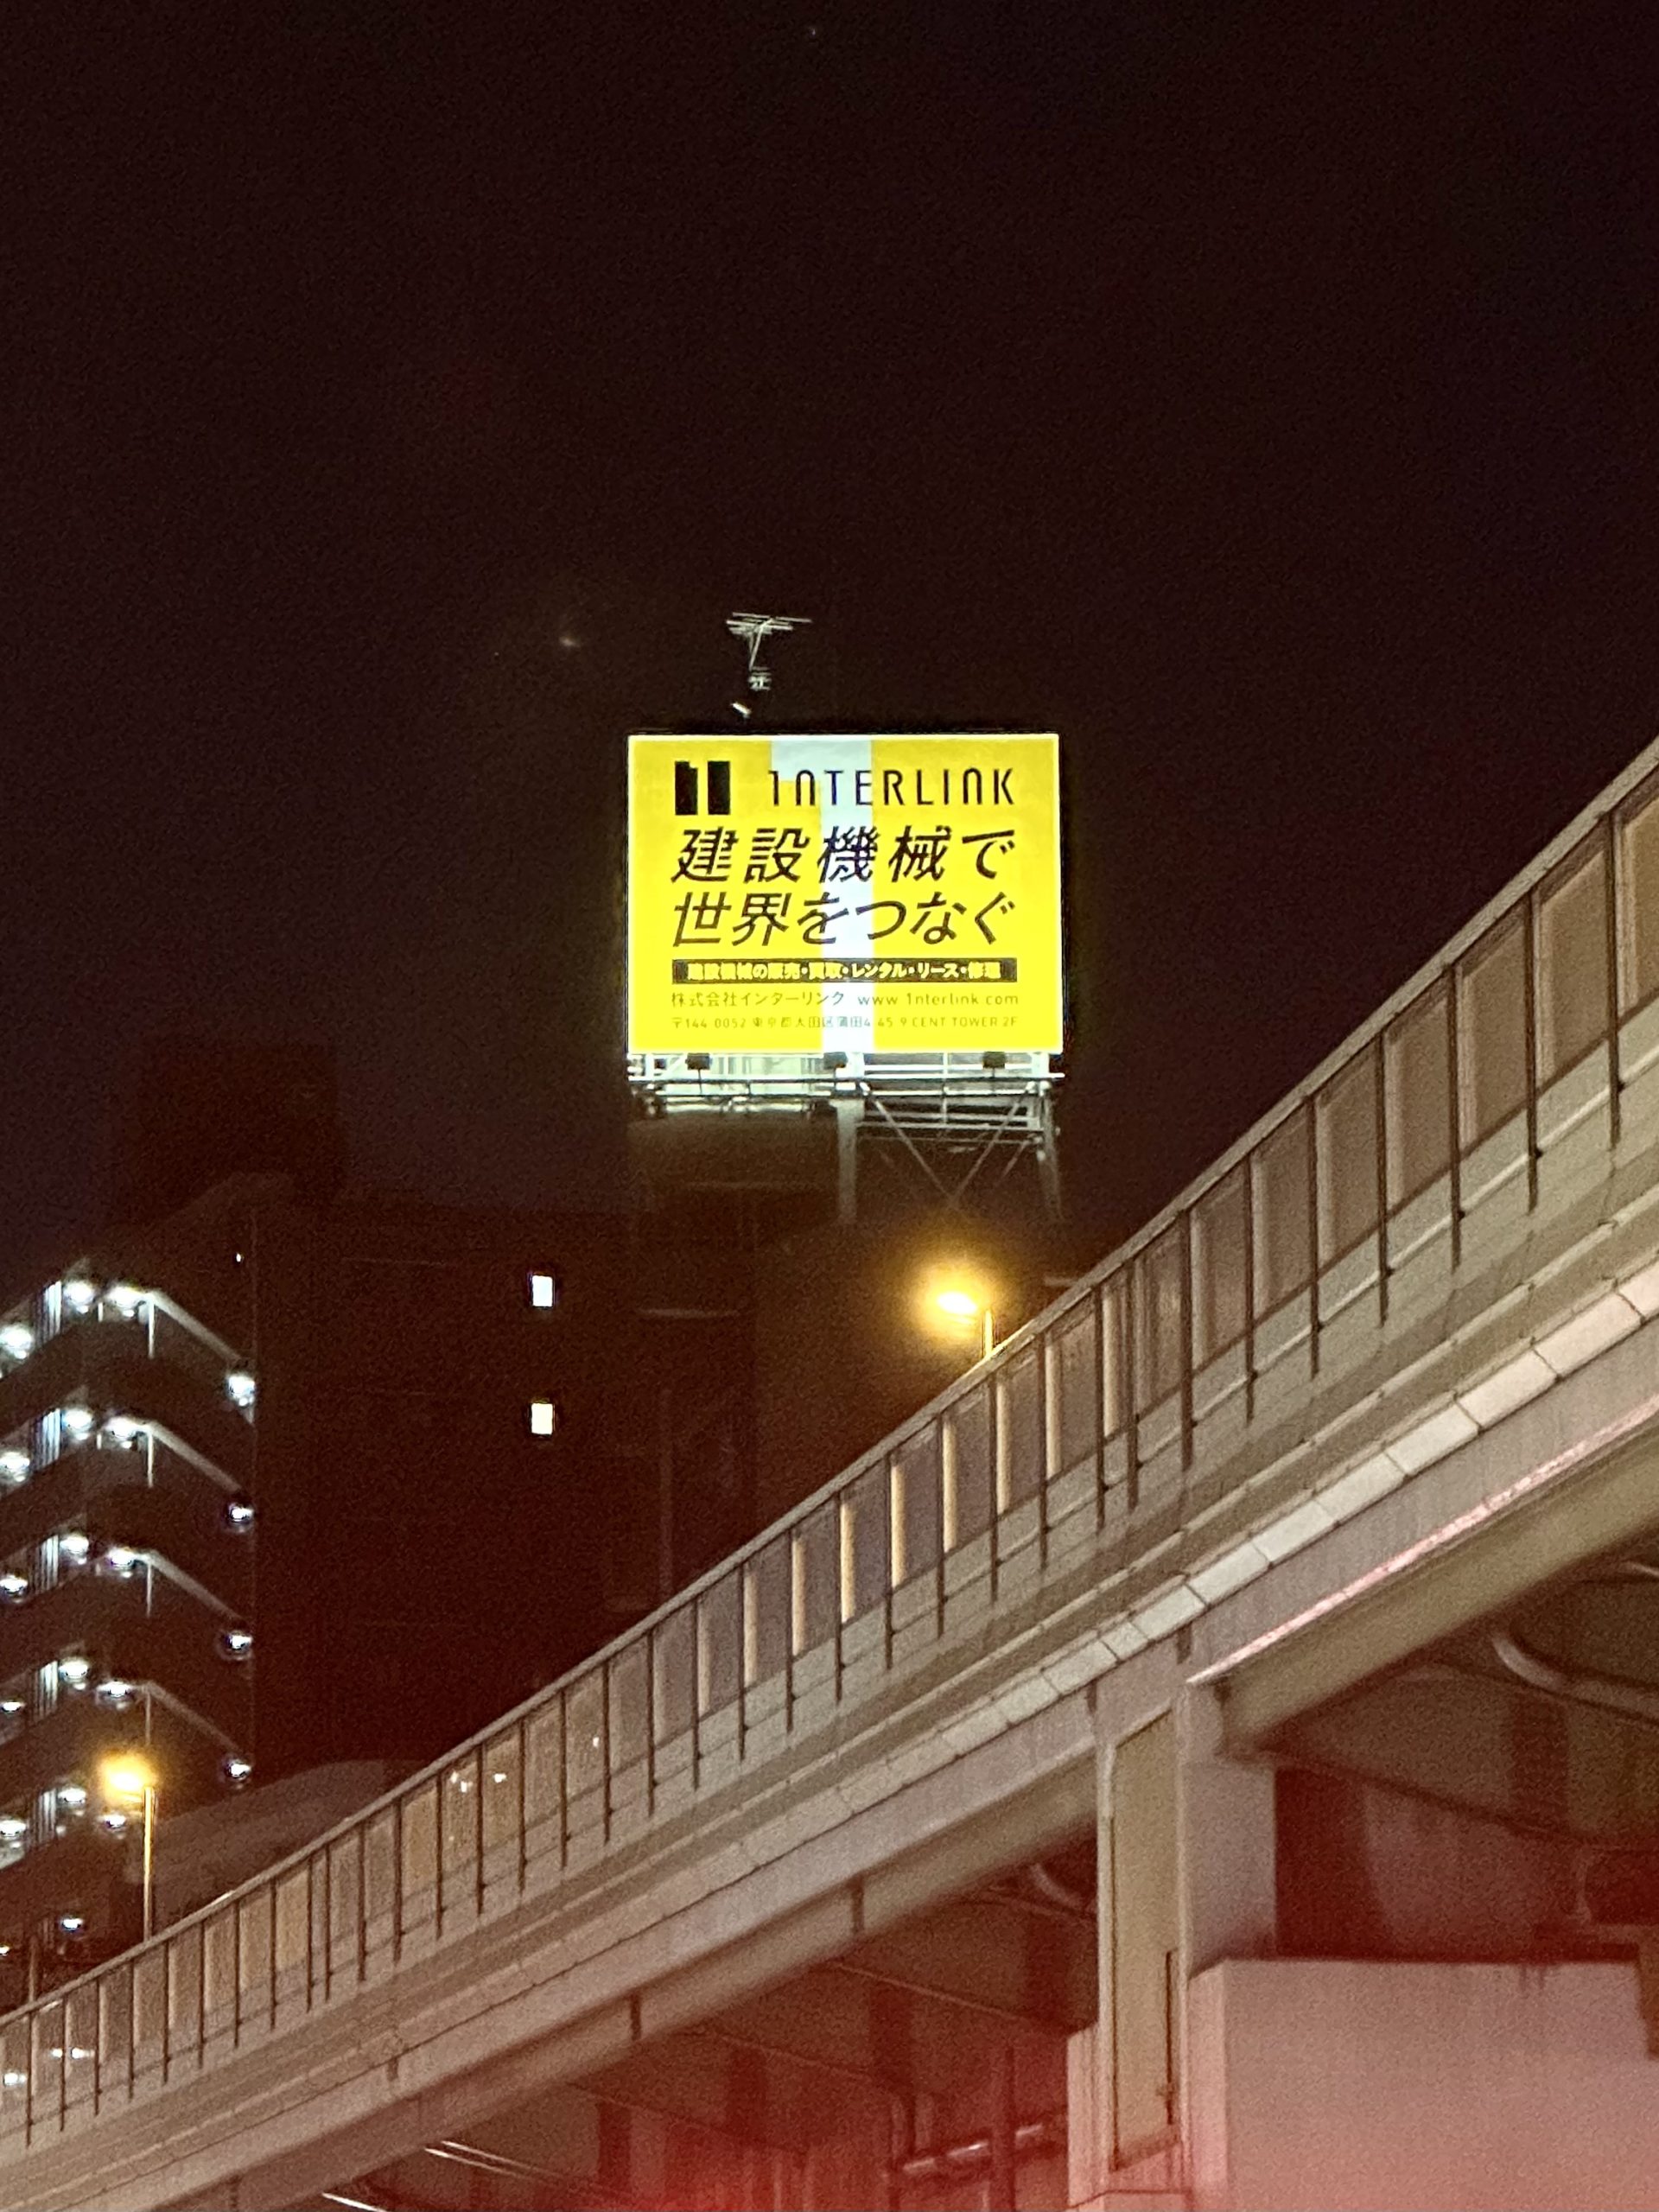 1NTERLINK
建設機械で
世界をつなぐ
建設機械の販売・買取・レンタル・リース・修理
株式会社インターリンク www.1nterlink.com
〒144-0052 東京都大田区蒲田4-45-9 CENT TOWER 2F